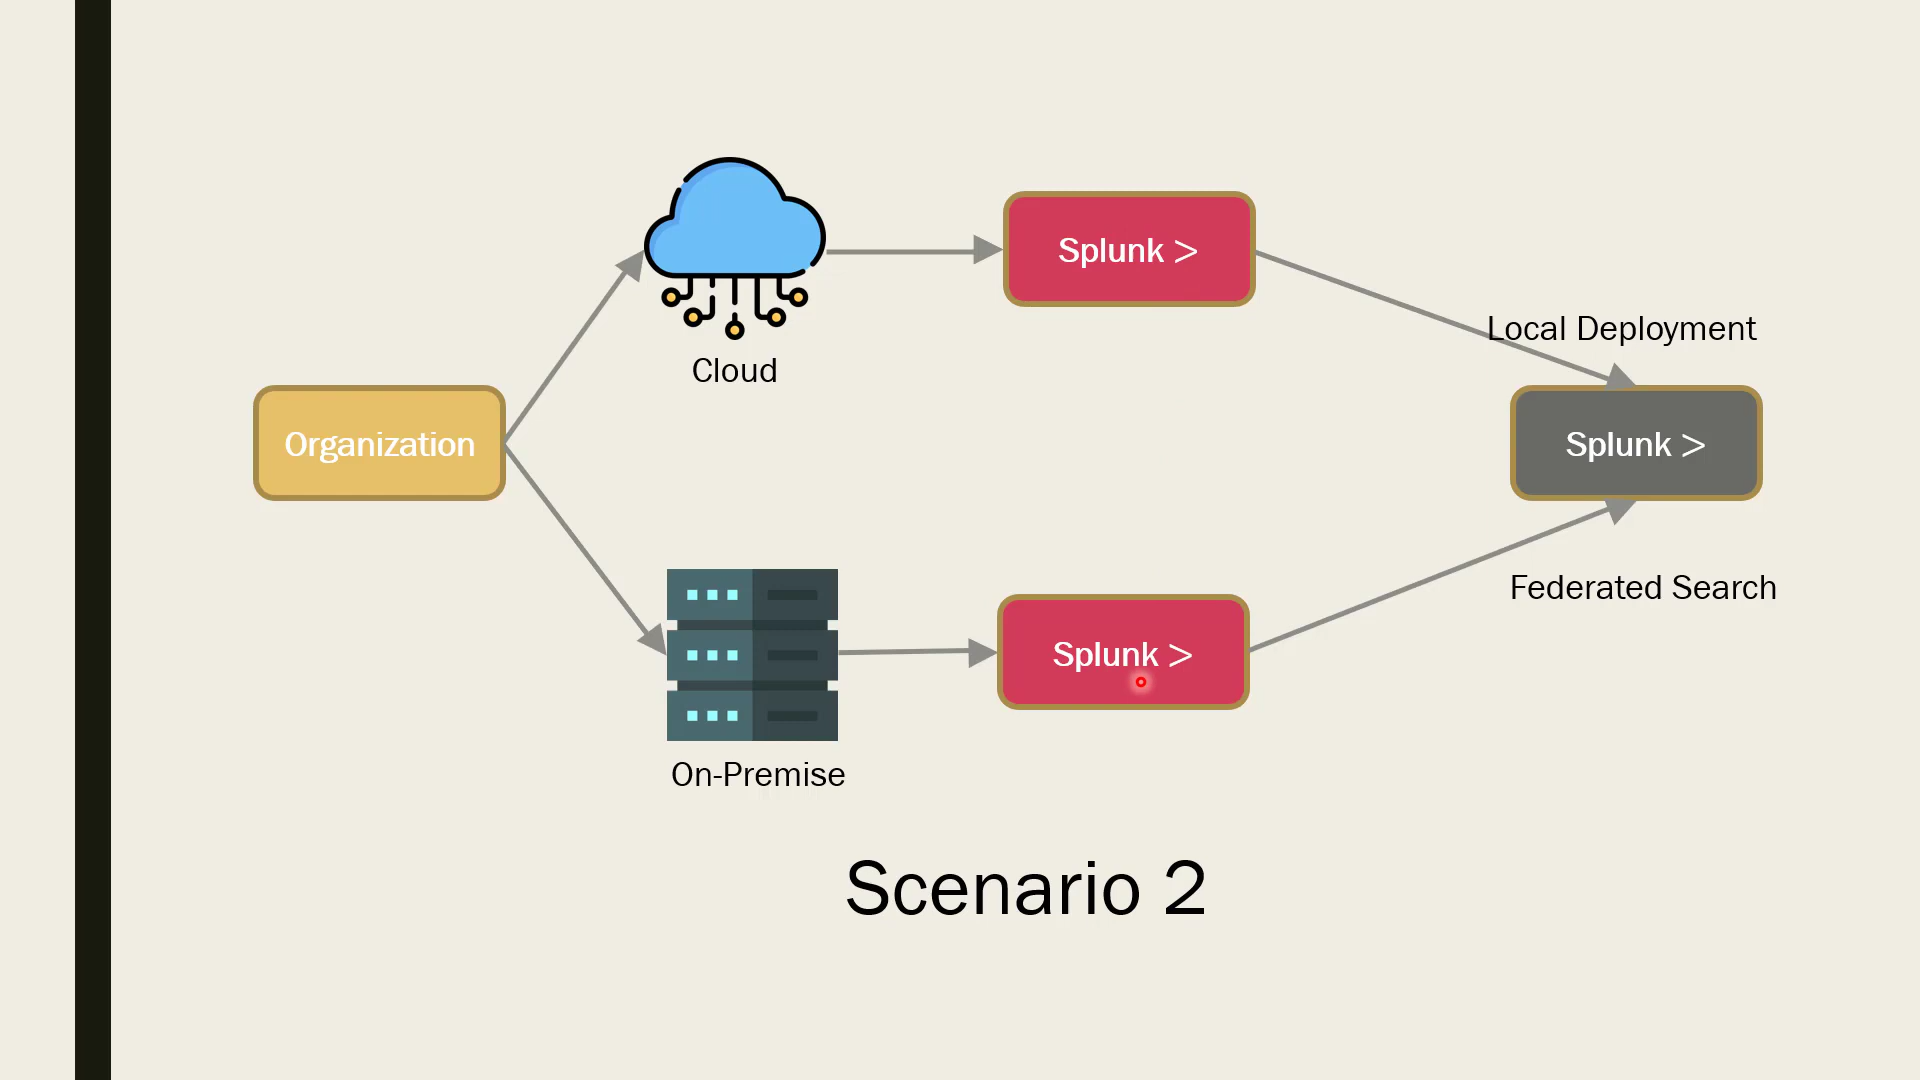 Splunk >
Local Deployment
Cloud
Organization
Splunk >
Federated Search
Splunk >
On-Premise
Scenario 2